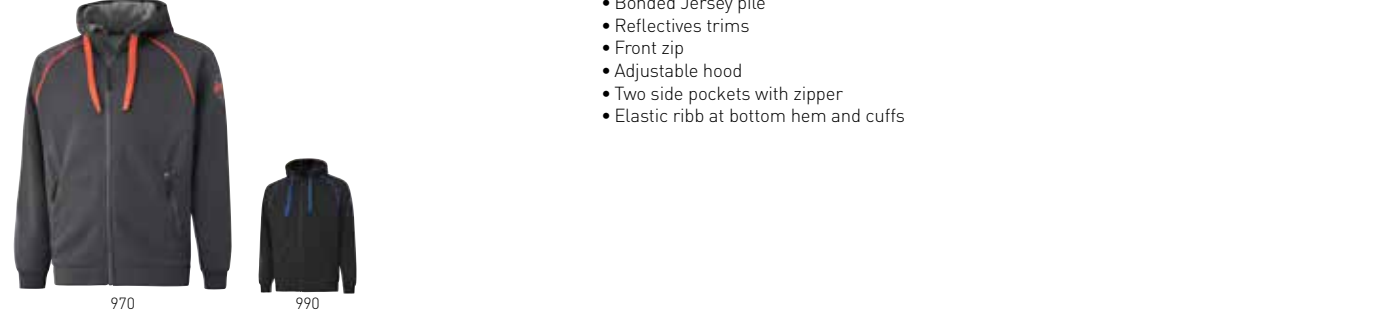 • Bonded Jersey pile
• Reflectives trims
• Front zip
• Adjustable hood
• Two side pockets with zipper
• Elastic ribb at bottom hem and cuffs
970
990